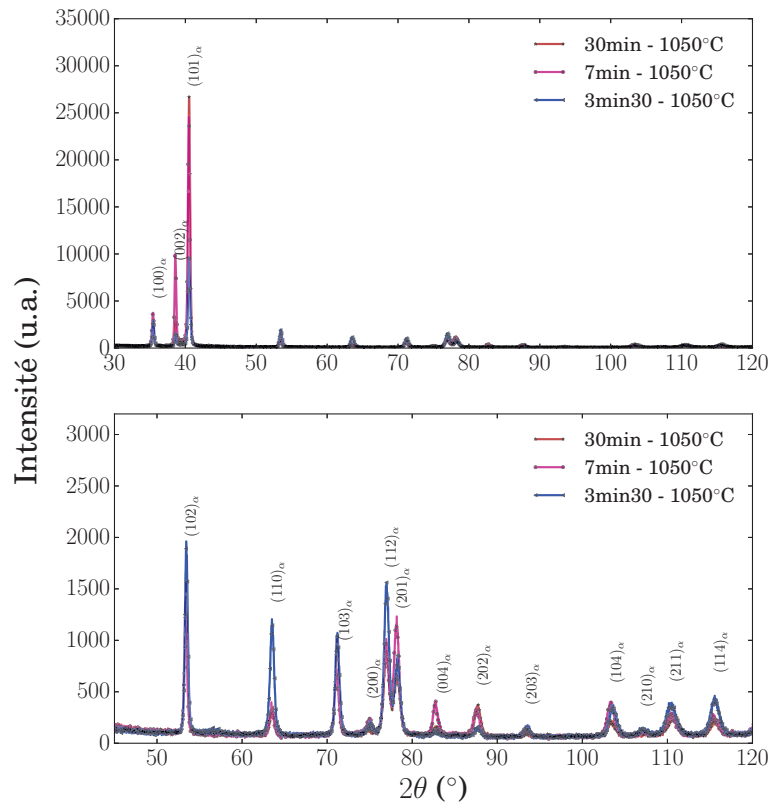 35000
30000
25000
20000
15000
10000
5000
0
30 40 50 60 70 80 90 100 110 120
30min - 1050°C
7min - 1050°C
3min30 - 1050°C
(100)α
(002)α
(101)α
Intensité (u.a.)
3000
2500
2000
1500
1000
500
0
50 60 70 80 90 100 110 120
30min - 1050°C
7min - 1050°C
3min30 - 1050°C
(102)α
(110)α
(103)α
(200)α
(112)α
(201)α
(004)α
(202)α
(203)α
(104)α
(210)α
(211)α
(114)α
2θ (°)